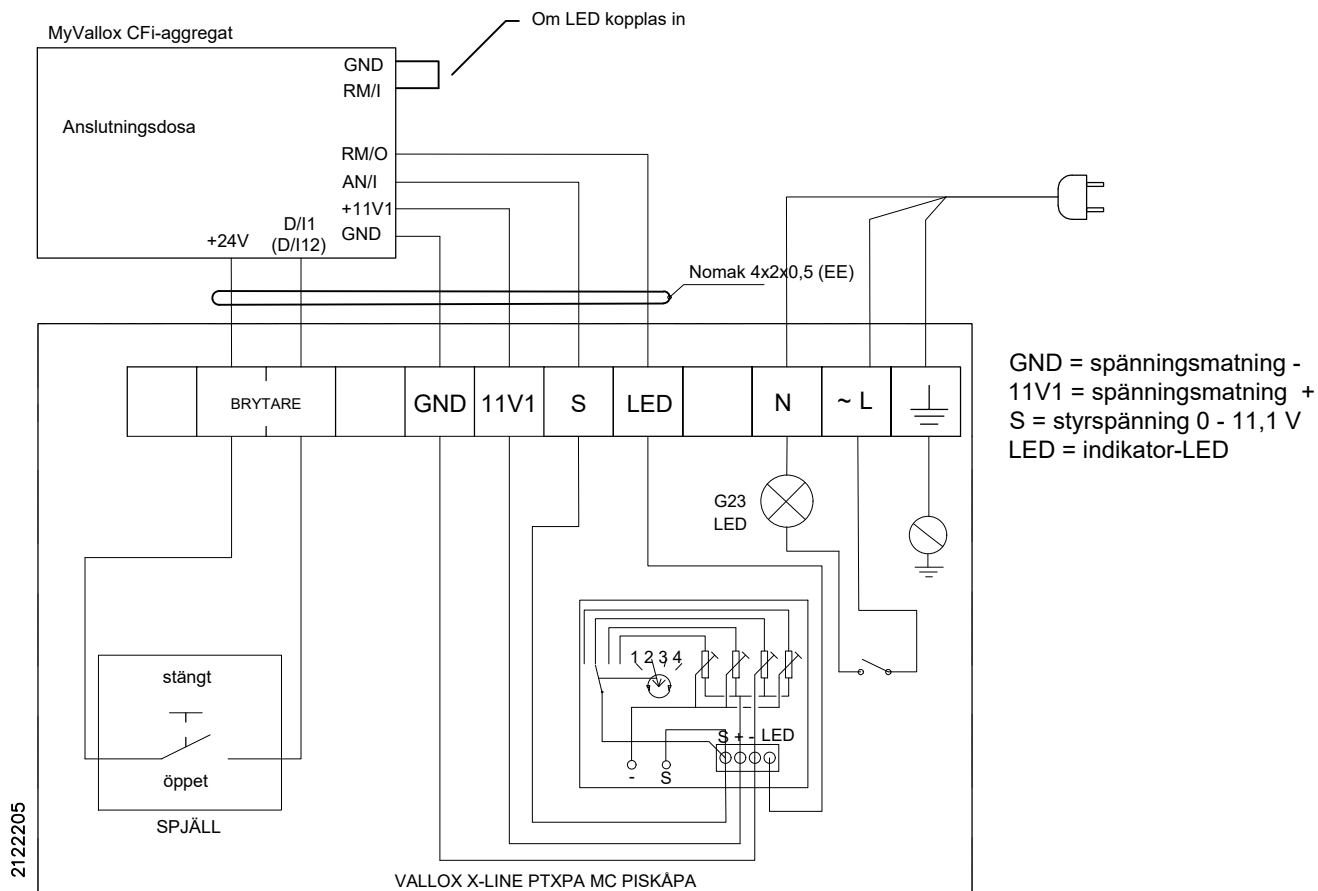 MyVallox CFi-aggregat
Om LED kopplas in
GND
RM/I
Anslutningsdosa
RM/O
AN/I
+11V1
GND
+24V
D/I1
(D/I12)
Nomak 4x2x0,5 (EE)
BRYTARE
GND
11V1
S
LED
N
~ L
GND = spänningsmatning -
11V1 = spänningsmatning +
S = styrspänning 0 - 11,1 V
LED = indikator-LED
G23
LED
1 2 3 4
S + - LED
- S
stängt
öppet
SPJÄLL
VALLOX X-LINE PTXPA MC PISKÅPA
2122205